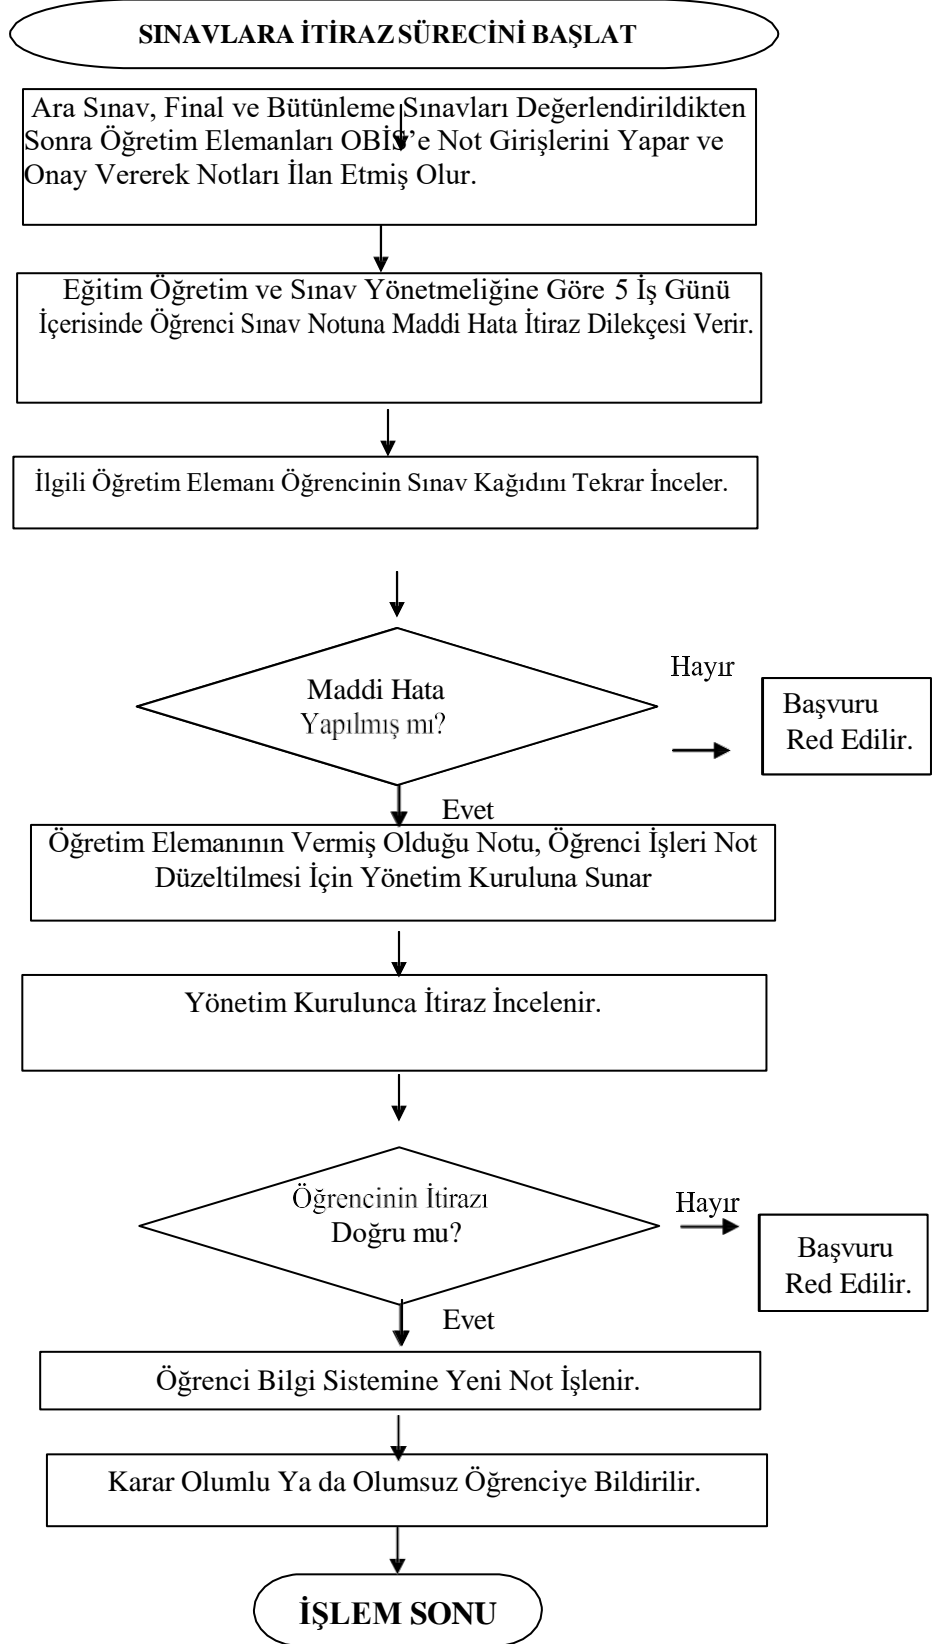 SINAVLARA İTİRAZ SÜRECİNİ BAŞLAT
Ara Sınav, Final ve Bütünleme Sınavları Değerlendirildikten
Sonra Öğretim Elemanları OBİS’e Not Girişlerini Yapar ve
Onay Vererek Notları İlan Etmiş Olur.
Eğitim Öğretim ve Sınav Yönetmeliğine Göre 5 İş Günü
İçerisinde Öğrenci Sınav Notuna Maddi Hata İtiraz Dilekçesi Verir.
İlgili Öğretim Elemanı Öğrencinin Sınav Kağıdını Tekrar İnceler.
Maddi Hata
Yapılmış mı?
Hayır
Başvuru
Red Edilir.
Evet
Öğretim Elemanının Vermiş Olduğu Notu, Öğrenci İşleri Not
Düzeltilmesi İçin Yönetim Kuruluna Sunar
Yönetim Kurulunca İtiraz İncelenir.
Öğrencinin İtirazı
Doğru mu?
Hayır
Başvuru
Red Edilir.
Evet
Öğrenci Bilgi Sistemine Yeni Not İşlenir.
Karar Olumlu Ya da Olumsuz Öğrenciye Bildirilir.
İŞLEM SONU